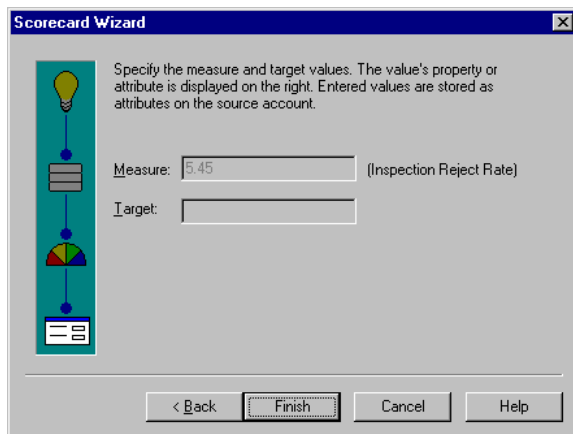 Scorecard Wizard
Specify the measure and target values. The value's property or
attribute is displayed on the right. Entered values are stored as
attributes on the source account.
Measure: 5.45 (Inspection Reject Rate)
Target:
< Back Finish Cancel Help